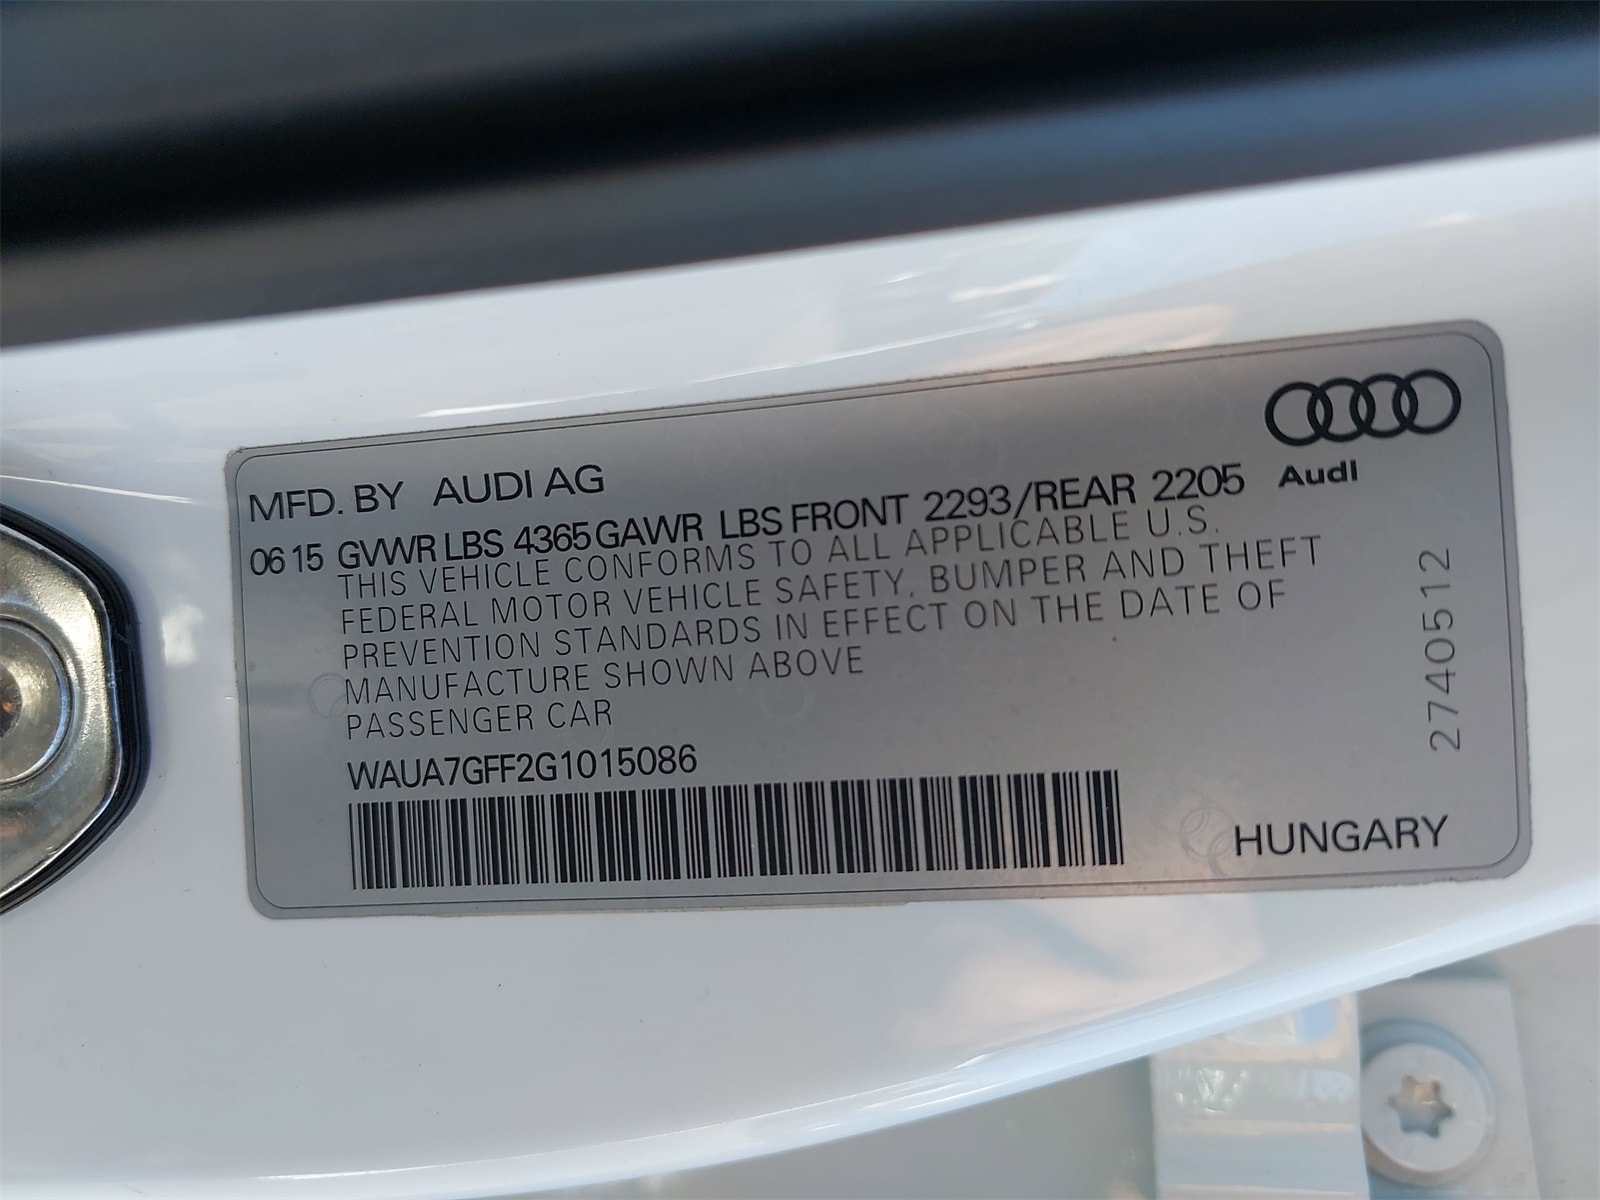 MFD. BY AUDI AG
06 15 GVWR LBS 4365 GAWR LBS FRONT 2293/REAR 2205
Audi
THIS VEHICLE CONFORMS TO ALL APPLICABLE U.S.
FEDERAL MOTOR VEHICLE SAFETY, BUMPER AND THEFT
PREVENTION STANDARDS IN EFFECT ON THE DATE OF
MANUFACTURE SHOWN ABOVE
PASSENGER CAR
WAUA7GFF2G1015086
HUNGARY
2740512